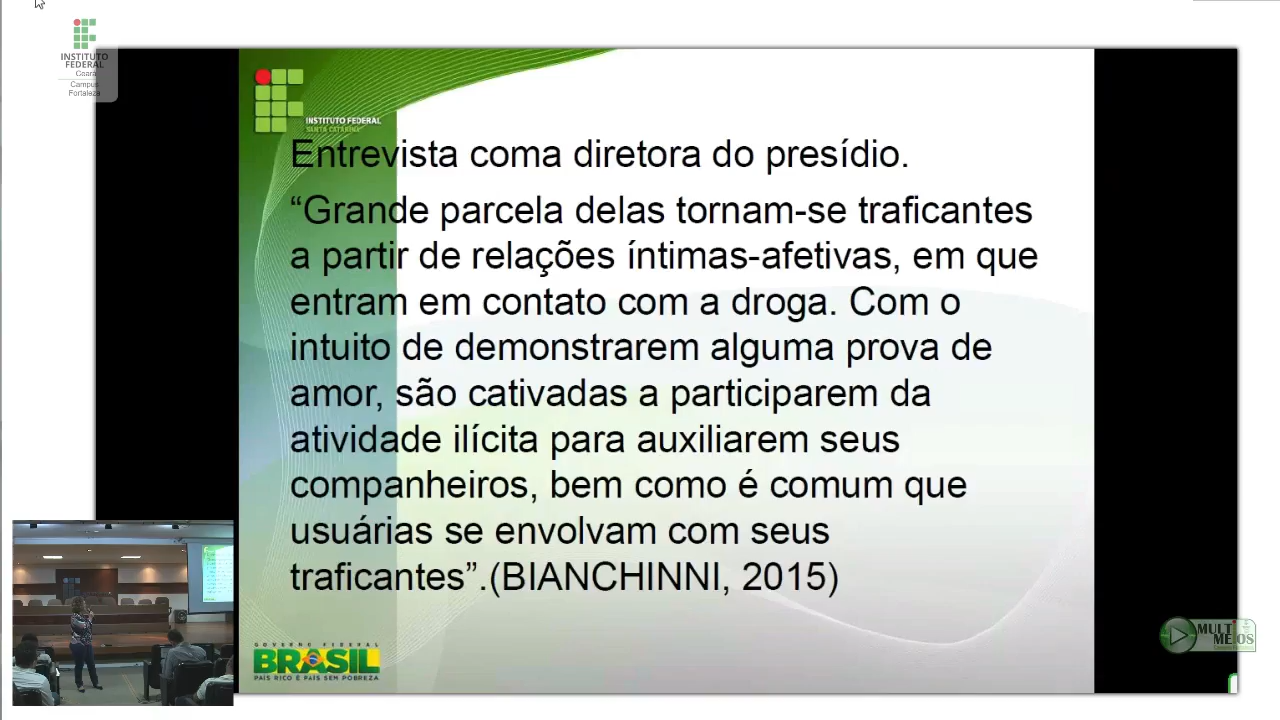 INSTITUTO
FEDERAL
Ceará
Campus
Fortaleza
INSTITUTO FEDERAL
SANTA CATARINA
Entrevista coma diretora do presídio.
“Grande parcela delas tornam-se traficantes
a partir de relações íntimas-afetivas, em que
entram em contato com a droga. Com o
intuito de demonstrarem alguma prova de
amor, são cativadas a participarem da
atividade ilícita para auxiliarem seus
companheiros, bem como é comum que
usuárias se envolvam com seus
traficantes”.(BIANCHINNI, 2015)
GOVERNO FEDERAL
BRASIL
PAÍS RICO É PAÍS SEM POBREZA
MULT
MEIOS